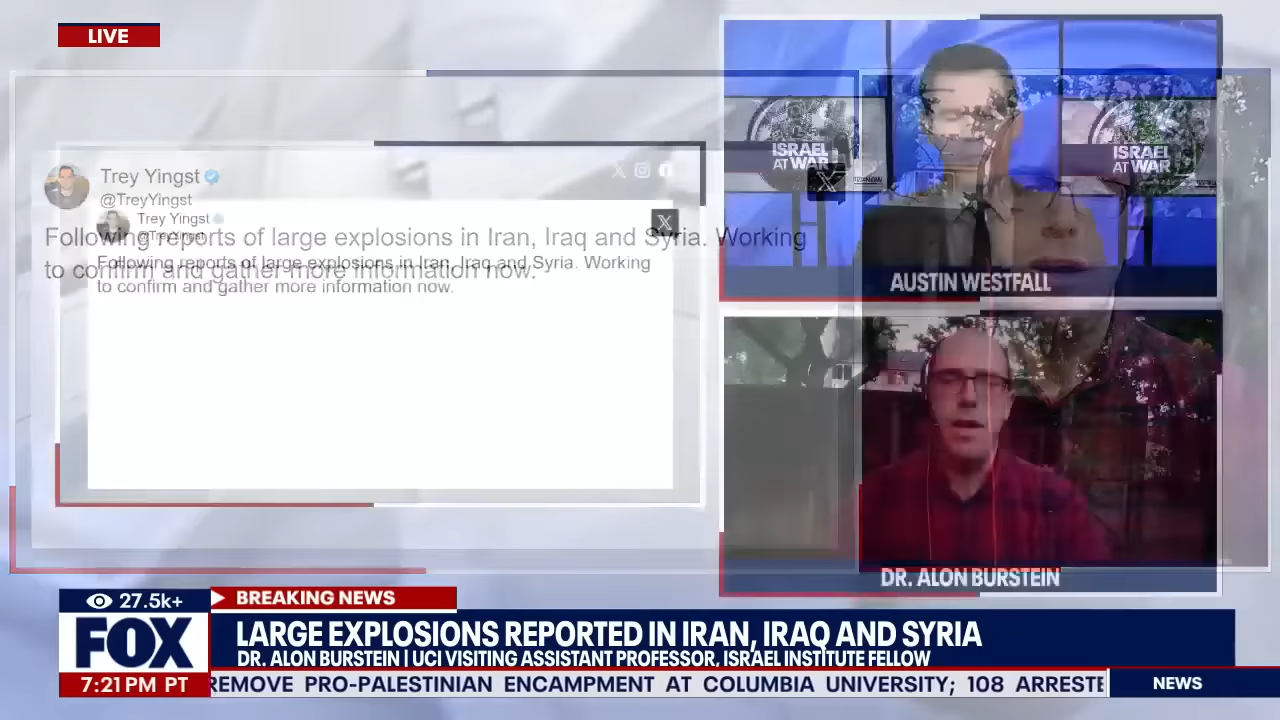 LIVE
Trey Yingst
@TreyYingst
Following reports of large explosions in Iran, Iraq and Syria. Working
to confirm and gather more information now.
Trey Yingst
@TreyYingst
Following reports of large explosions in Iran, Iraq and Syria. Working
to confirm and gather more information now.
ISRAEL
AT WAR
ISRAEL
AT WAR
AUSTIN WESTFALL
DR. ALON BURSTEIN
27.5k+
BREAKING NEWS
FOX
LARGE EXPLOSIONS REPORTED IN IRAN, IRAQ AND SYRIA
DR. ALON BURSTEIN | UCI VISITING ASSISTANT PROFESSOR, ISRAEL INSTITUTE FELLOW
7:21 PM PT
REMOVE PRO-PALESTINIAN ENCAMPMENT AT COLUMBIA UNIVERSITY; 108 ARRESTE
NEWS